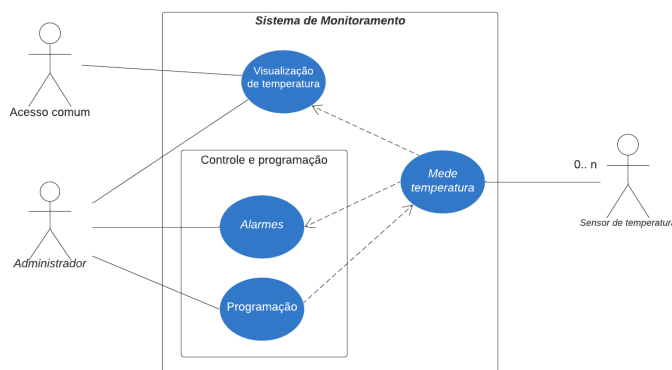 Sistema de Monitoramento
Visualização
de temperatura
Acesso comum
Controle e programação
Mede
temperatura
0.. n
Sensor de temperatura
Alarmes
Administrador
Programação